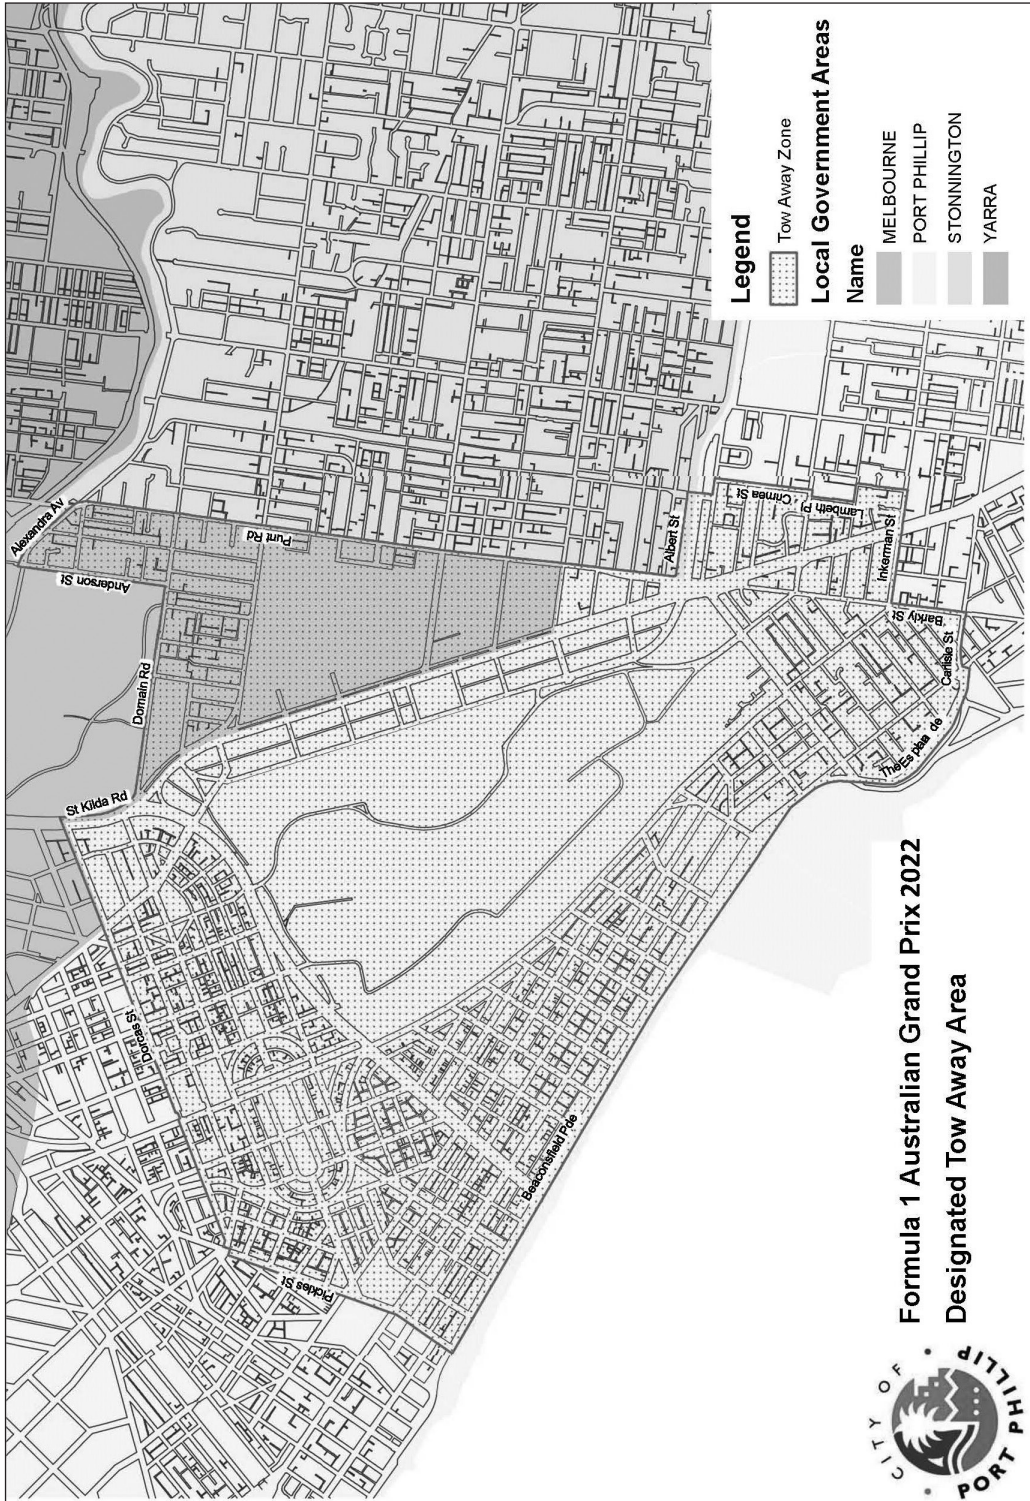 Alexandra Av
Anderson St
Punt Rd
Domain Rd
St Kilda Rd
Dorcas St
Pickles St
Beaconsfield Pde
The Esplanade
Carlisle St
Barkly St
Inkerman St
Lambeth Pl
Crimea St
Albert St
Legend
Tow Away Zone
Local Government Areas
Name
MELBOURNE
PORT PHILLIP
STONNINGTON
YARRA
Formula 1 Australian Grand Prix 2022
Designated Tow Away Area
CITY OF
PORT PHILLIP